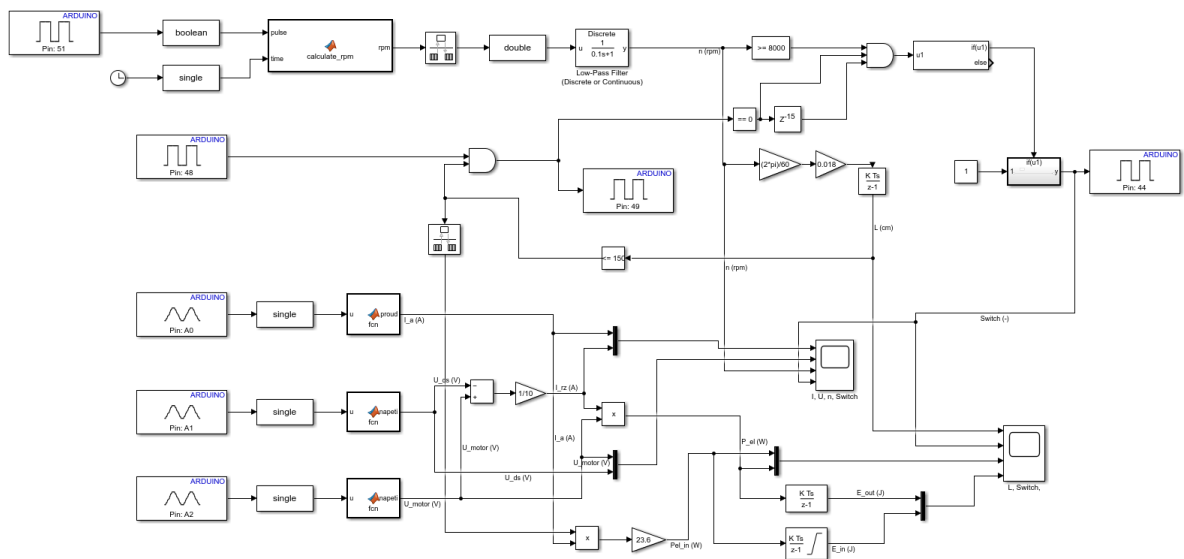 ARDUINO
Pin: 51
boolean
single
pulse
time
rpm
calculate_rpm
double
Discrete
u
1
0.1s+1
y
Low-Pass Filter
(Discrete or Continuous)
n (rpm)
>= 8000
u1
if(u1)
else
== 0
Z-15
ARDUINO
Pin: 48
ARDUINO
Pin: 49
(2*pi)/60
0.018
K Ts
z-1
1
if(u1)
1
y
ARDUINO
Pin: 44
L (cm)
<= 150
n (rpm)
ARDUINO
Pin: A0
single
u
proud
fcn
I_a (A)
Switch (-)
I, U, n, Switch
ARDUINO
Pin: A1
single
u
napeti
fcn
U_ds (V)
−
+
1/10
I_rz (A)
x
I_a (A)
U_motor (V)
U_motor (V)
U_ds (V)
P_el (W)
L, Switch,
ARDUINO
Pin: A2
single
u
napeti
fcn
U_motor (V)
x
23.6
Pel_in (W)
K Ts
z-1
E_out (J)
K Ts
z-1
E_in (J)